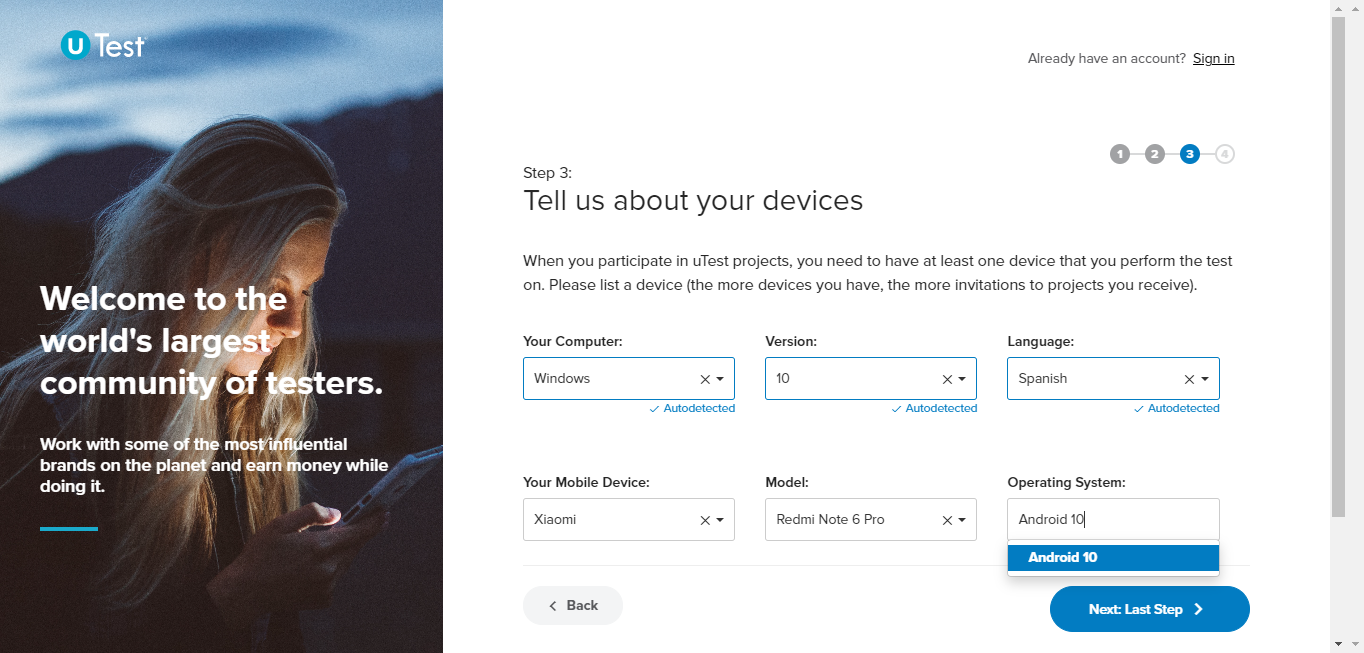 uTest
Already have an account? Sign in
1 2 3 4
Step 3:
Tell us about your devices
When you participate in uTest projects, you need to have at least one device that you perform the test
on. Please list a device (the more devices you have, the more invitations to projects you receive).
Welcome to the
world's largest
community of testers.
Work with some of the most influential
brands on the planet and earn money while
doing it.
Your Computer: Version: Language:
Windows 10 Spanish
Autodetected Autodetected Autodetected
Your Mobile Device: Model: Operating System:
Xiaomi Redmi Note 6 Pro Android 10
Android 10
Back Next: Last Step